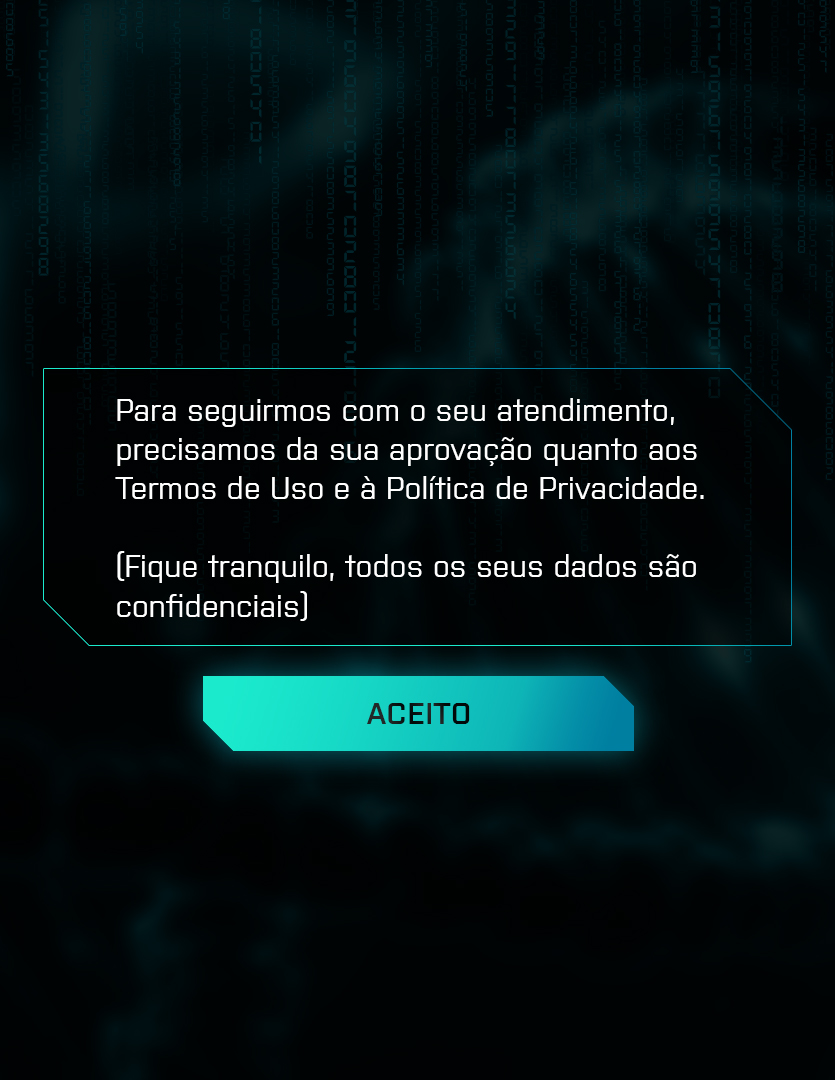 Para seguirmos com o seu atendimento,
precisamos da sua aprovação quanto aos
Termos de Uso e à Política de Privacidade.
(Fique tranquilo, todos os seus dados são
confidenciais)
ACEITO